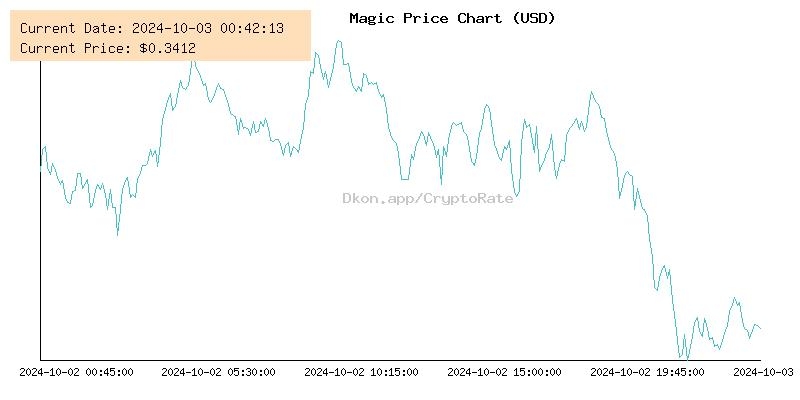 Magic Price Chart (USD)
Current Date: 2024-10-03 00:42:13
Current Price: $0.3412
Dkon.app/CryptoRate
2024-10-02 00:45:00 2024-10-02 05:30:00 2024-10-02 10:15:00 2024-10-02 15:00:00 2024-10-02 19:45:00 2024-10-03